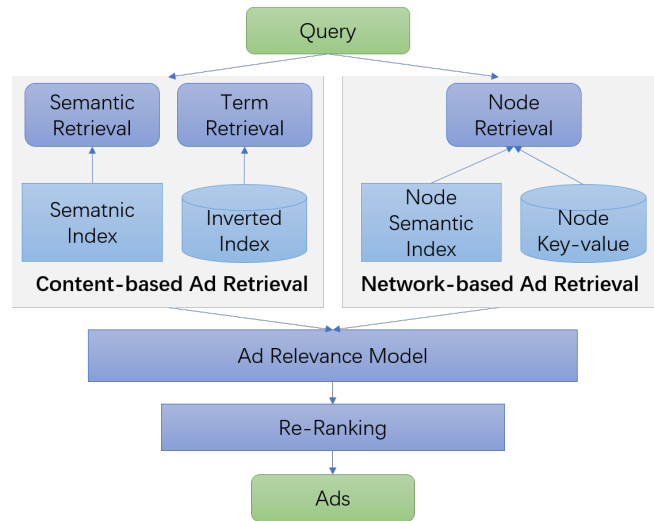 Query
Semantic
Retrieval
Term
Retrieval
Sematnic
Index
Inverted
Index
Content-based Ad Retrieval
Node
Retrieval
Node
Semantic
Index
Node
Key-value
Network-based Ad Retrieval
Ad Relevance Model
Re-Ranking
Ads